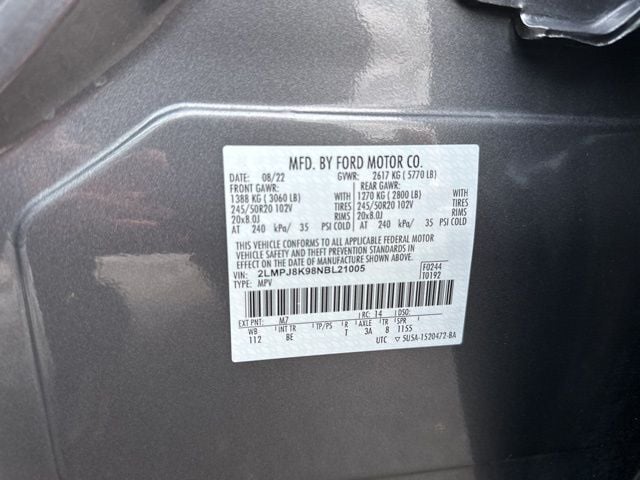 MFD. BY FORD MOTOR CO.
DATE: 08/22 GVWR: 2617 KG ( 5770 LB)
FRONT GAWR: REAR GAWR:
1388 KG ( 3060 LB) WITH 1270 KG ( 2800 LB) WITH
245/50R20 102V TIRES 245/50R20 102V TIRES
20x8.0J RIMS 20x8.0J RIMS
AT 240 kPa/ 35 PSI COLD AT 240 kPa/ 35 PSI COLD
THIS VEHICLE CONFORMS TO ALL APPLICABLE FEDERAL MOTOR
VEHICLE SAFETY AND THEFT PREVENTION STANDARDS IN
EFFECT ON THE DATE OF MANUFACTURE SHOWN ABOVE.
VIN: 2LMPJ8K98NBL21005 F0244
TYPE: MPV T0192
EXT PNT: M7 RC: 14 DSO:
WB INT TR TP/PS R AXLE TR SPR
112 BE T 3A B 1155
UTC ▽ 5U5A-1520472-BA